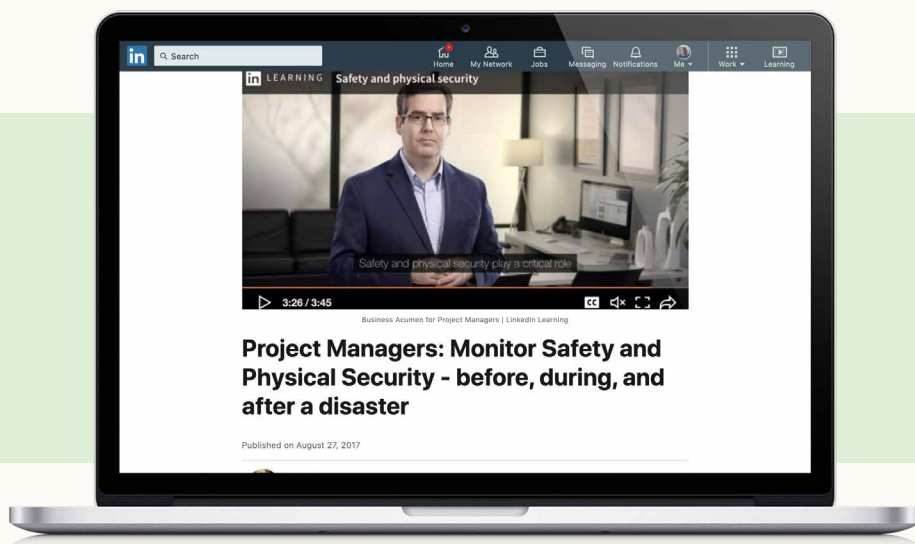 in
Search
Home
My Network
Jobs
Messaging
Notifications
Me
Work
Learning
in LEARNING Safety and physical security
Safety and physical security play a critical role
3:26 / 3:45
CC
Business Acumen for Project Managers | LinkedIn Learning
Project Managers: Monitor Safety and
Physical Security - before, during, and
after a disaster
Published on August 27, 2017